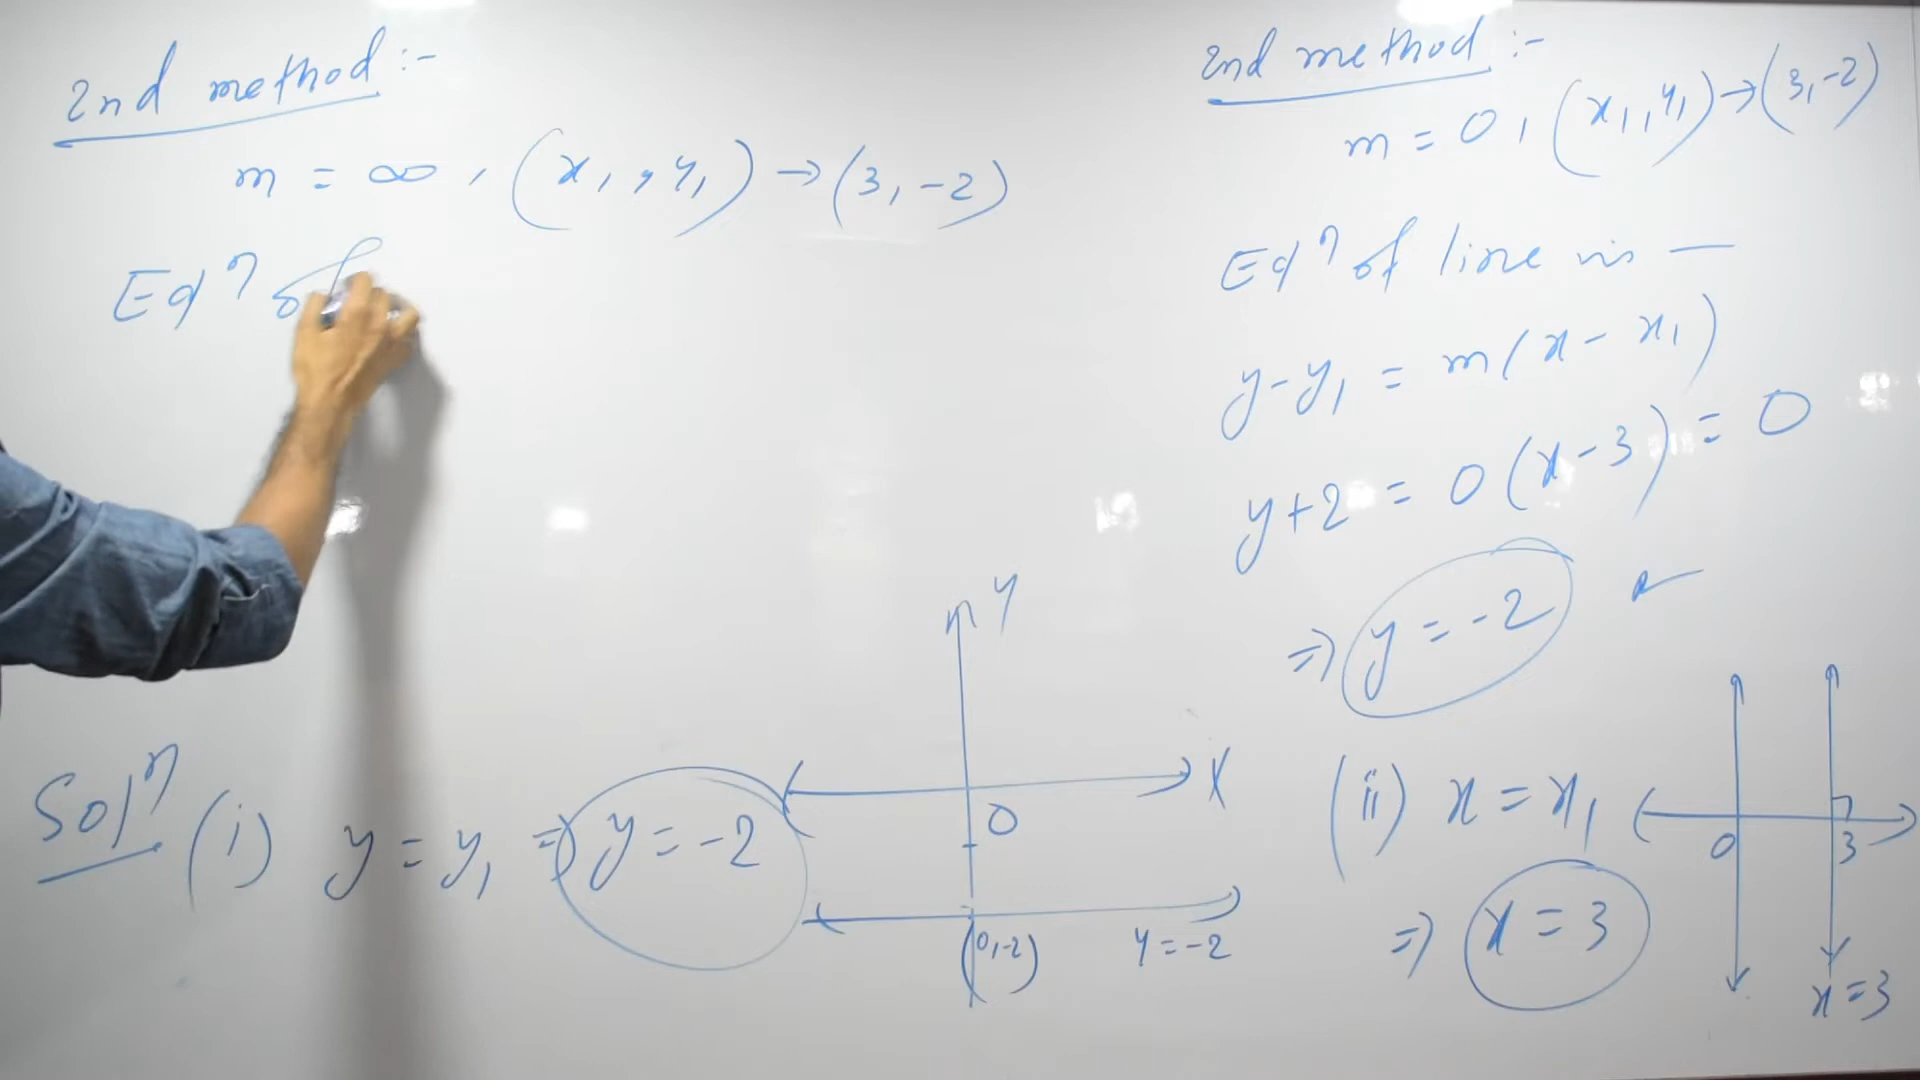 2nd method :-
m = ∞, (x₁, y₁) → (3, -2)
Eqⁿ of
2nd method :-
m = 0, (x₁, y₁) → (3, -2)
Eqⁿ of line is —
y - y₁ = m(x - x₁)
y + 2 = 0(x - 3) = 0
⇒ y = -2
Solⁿ (i) y = y₁ ⇒ y = -2
Y
X
0
(0,-2)
y = -2
(ii) x = x₁
⇒ x = 3
0
3
x = 3